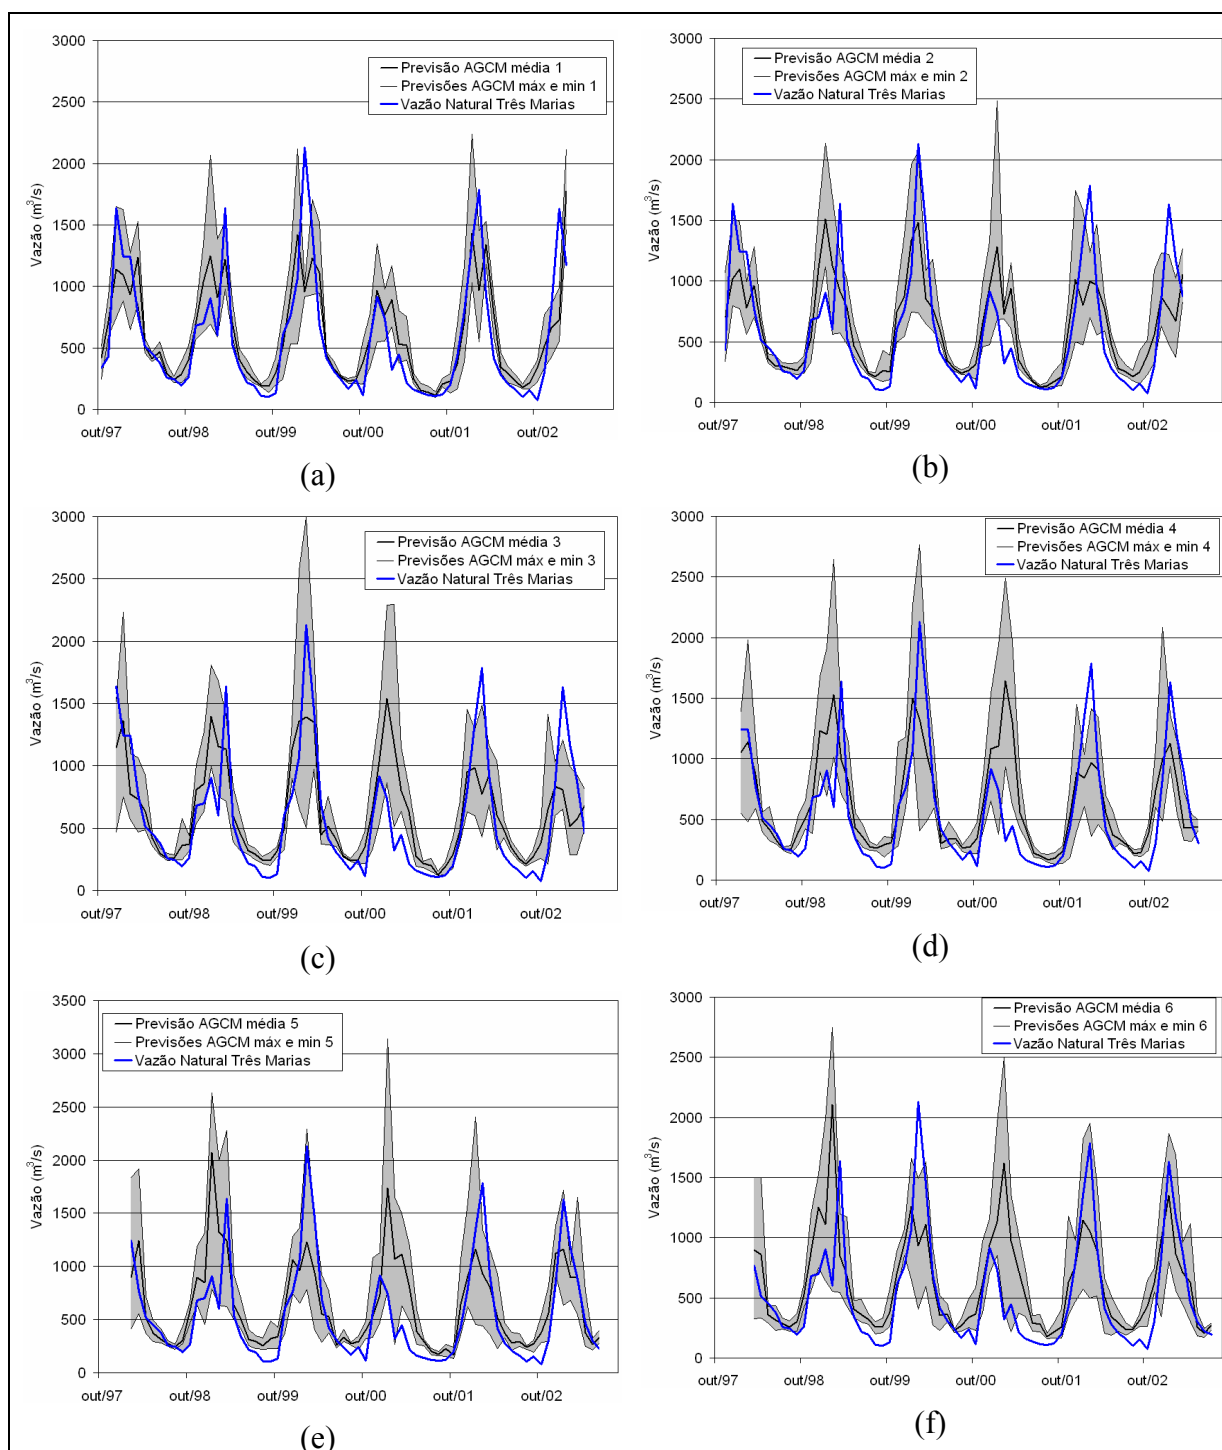 3000
2500
2000
1500
1000
500
0
Vazão (m³/s)
Previsão AGCM média 1
Previsões AGCM máx e min 1
Vazão Natural Três Marias
out/97 out/98 out/99 out/00 out/01 out/02
(a)
3000
2500
2000
1500
1000
500
0
Vazão (m³/s)
Previsão AGCM média 2
Previsões AGCM máx e min 2
Vazão Natural Três Marias
out/97 out/98 out/99 out/00 out/01 out/02
(b)
3000
2500
2000
1500
1000
500
0
Vazão (m³/s)
Previsão AGCM média 3
Previsões AGCM máx e min 3
Vazão Natural Três Marias
out/97 out/98 out/99 out/00 out/01 out/02
(c)
3000
2500
2000
1500
1000
500
0
Vazão (m³/s)
Previsão AGCM média 4
Previsões AGCM máx e min 4
Vazão Natural Três Marias
out/97 out/98 out/99 out/00 out/01 out/02
(d)
3500
3000
2500
2000
1500
1000
500
0
Vazão (m³/s)
Previsão AGCM média 5
Previsões AGCM máx e min 5
Vazão Natural Três Marias
out/97 out/98 out/99 out/00 out/01 out/02
(e)
3000
2500
2000
1500
1000
500
0
Vazão (m³/s)
Previsão AGCM média 6
Previsões AGCM máx e min 6
Vazão Natural Três Marias
out/97 out/98 out/99 out/00 out/01 out/02
(f)